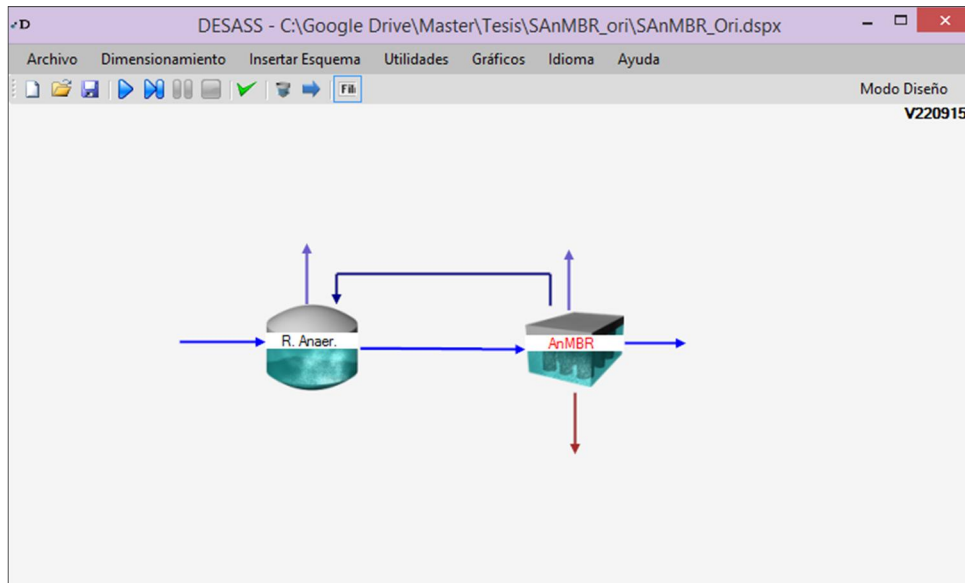 D DESASS - C:\Google Drive\Master\Tesis\SAnMBR_ori\SAnMBR_Ori.dspx
Archivo Dimensionamiento Insertar Esquema Utilidades Gráficos Idioma Ayuda
Fili Modo Diseño
V220915
R. Anaer. AnMBR